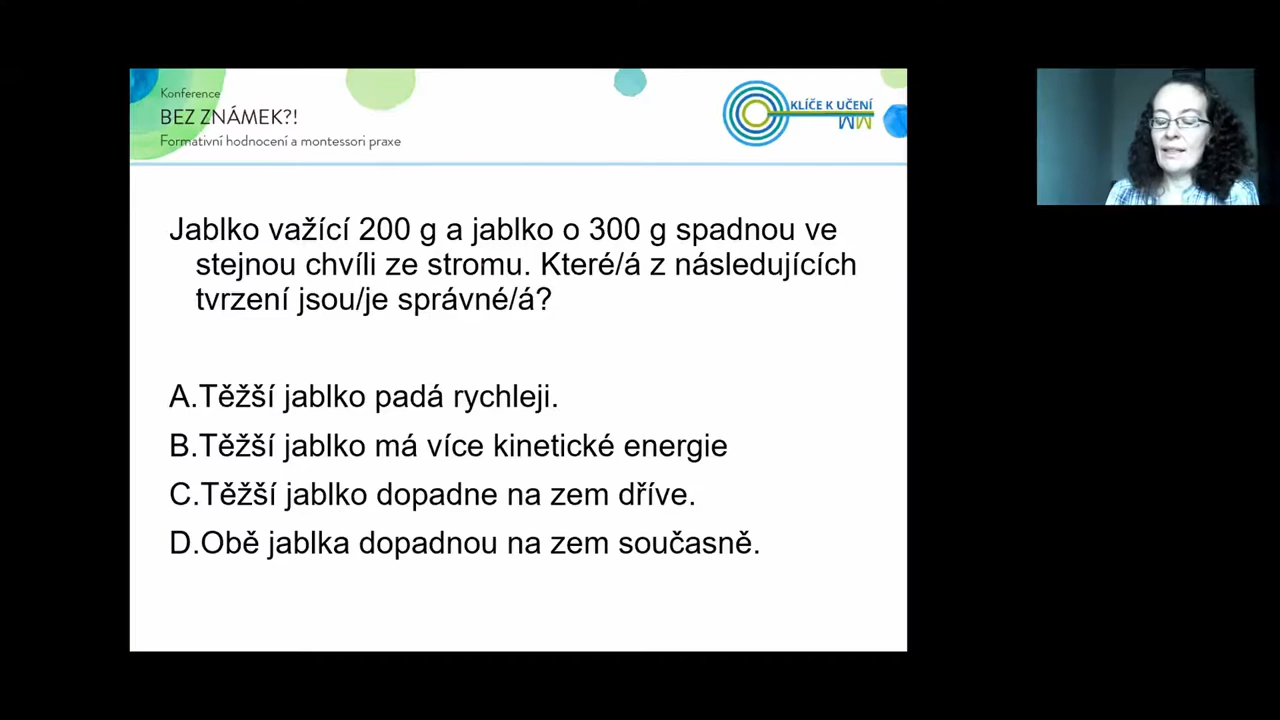 Konference
BEZ ZNÁMEK?!
Formativní hodnocení a montessori praxe
KLÍČE K UČENÍ
Jablko važící 200 g a jablko o 300 g spadnou ve
stejnou chvíli ze stromu. Které/á z následujících
tvrzení jsou/je správné/á?
A.Těžší jablko padá rychleji.
B.Těžší jablko má více kinetické energie
C.Těžší jablko dopadne na zem dříve.
D.Obě jablka dopadnou na zem současně.